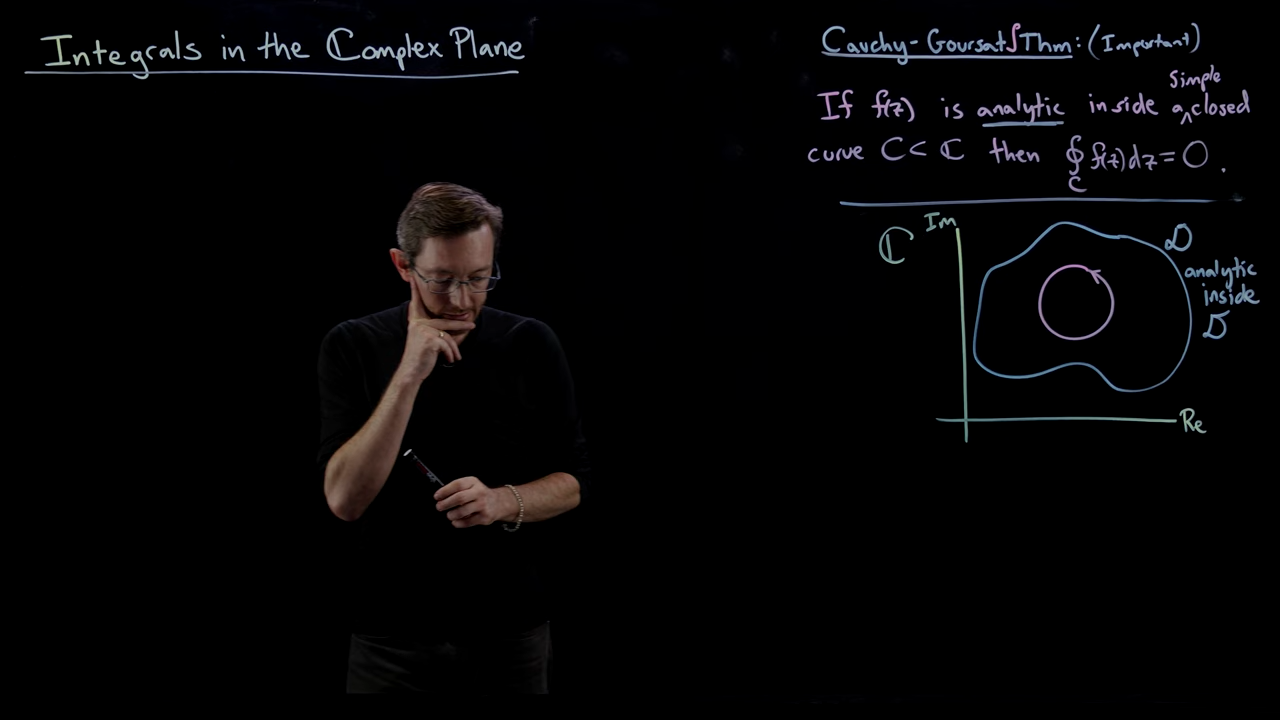 Integrals in the ℂomplex Plane
Cauchy-Goursat ∫ Thm: (Important)
If f(z) is analytic inside a simple closed
curve C < ℂ then ∮_C f(z)dz = 0.
ℂ
Im
D
analytic
inside
D
Re